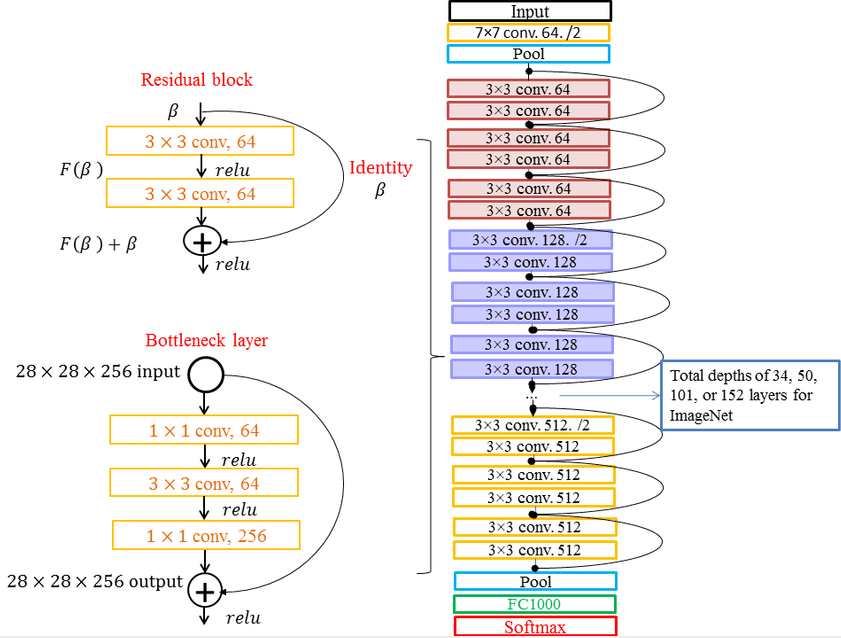 Residual block
β
3 × 3 conv, 64
F(β)
relu
3 × 3 conv, 64
Identity
β
F(β) + β
relu
Bottleneck layer
28 × 28 × 256 input
1 × 1 conv, 64
relu
3 × 3 conv, 64
relu
1 × 1 conv, 256
28 × 28 × 256 output
relu
Input
7×7 conv. 64. /2
Pool
3×3 conv. 64
3×3 conv. 64
3×3 conv. 64
3×3 conv. 64
3×3 conv. 64
3×3 conv. 64
3×3 conv. 128. /2
3×3 conv. 128
3×3 conv. 128
3×3 conv. 128
3×3 conv. 128
3×3 conv. 128
...
Total depths of 34, 50,
101, or 152 layers for
ImageNet
3×3 conv. 512. /2
3×3 conv. 512
3×3 conv. 512
3×3 conv. 512
3×3 conv. 512
3×3 conv. 512
Pool
FC1000
Softmax